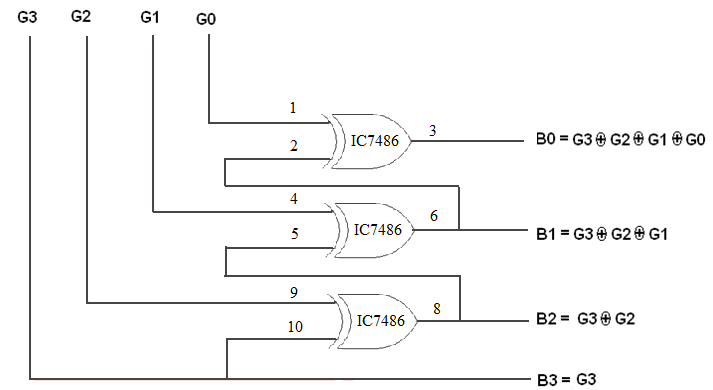 G3 G2 G1 G0
1
IC7486
3
2
B0 = G3 ⊕ G2 ⊕ G1 ⊕ G0
4
IC7486
6
5
B1 = G3 ⊕ G2 ⊕ G1
9
IC7486
8
10
B2 = G3 ⊕ G2
B3 = G3